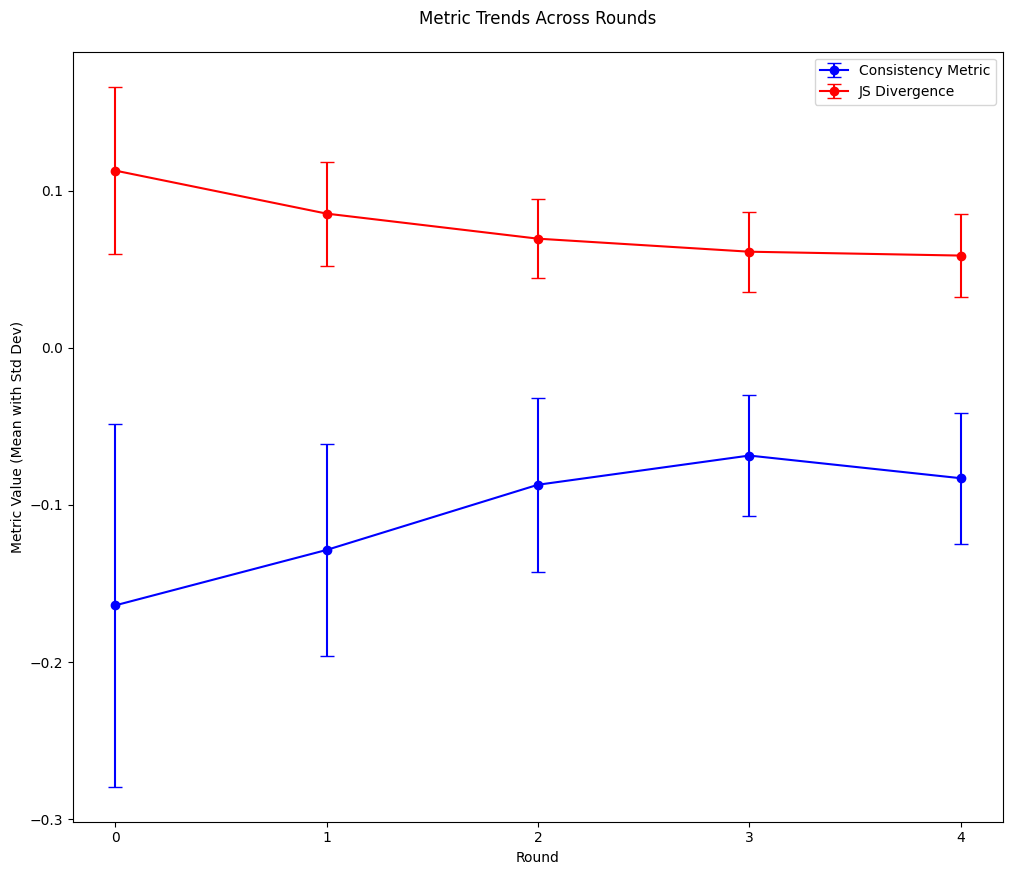 Metric Trends Across Rounds
Consistency Metric
JS Divergence
Metric Value (Mean with Std Dev)
0.1
0.0
−0.1
−0.2
−0.3
0 1 2 3 4
Round